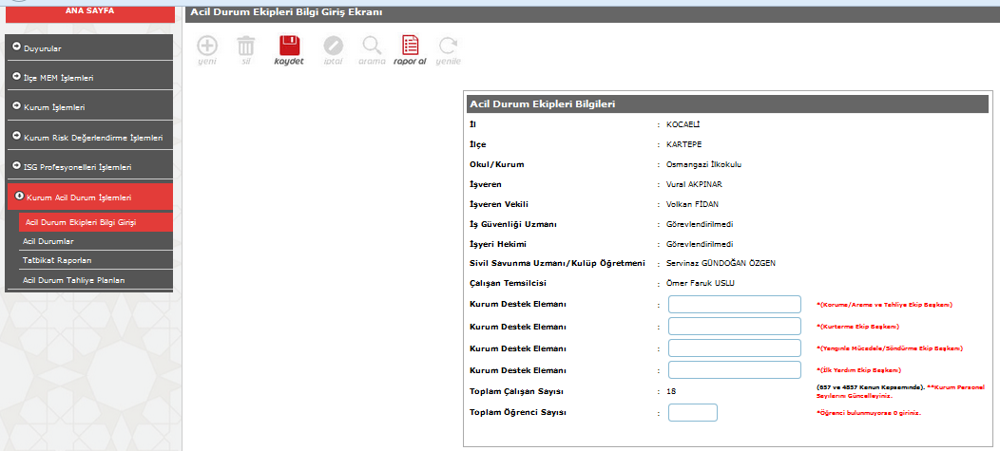 ANA SAYFA
Acil Durum Ekipleri Bilgi Giriş Ekranı
yeni sil kaydet iptal arama rapor al yenile
Duyurular
İlçe MEM İşlemleri
Kurum İşlemleri
Kurum Risk Değerlendirme İşlemleri
ISG Profesyonelleri İşlemleri
Kurum Acil Durum İşlemleri
Acil Durum Ekipleri Bilgi Girişi
Acil Durumlar
Tatbikat Raporları
Acil Durum Tahliye Planları
Acil Durum Ekipleri Bilgileri
İl : KOCAELİ
İlçe : KARTEPE
Okul/Kurum : Osmangazi İlkokulu
İşveren : Vural AKPINAR
İşveren Vekili : Volkan FİDAN
İş Güvenliği Uzmanı : Görevlendirilmedi
İşyeri Hekimi : Görevlendirilmedi
Sivil Savunma Uzmanı/Kulüp Öğretmeni : Servinaz GÜNDOĞAN ÖZGEN
Çalışan Temsilcisi : Ömer Faruk USLU
Kurum Destek Elemanı : *(Koruma/Arama ve Tahliye Ekip Başkanı)
Kurum Destek Elemanı : *(Kurtarma Ekip Başkanı)
Kurum Destek Elemanı : *(Yangınla Mücadele/Söndürme Ekip Başkanı)
Kurum Destek Elemanı : *(İlk Yardım Ekip Başkanı)
Toplam Çalışan Sayısı : 18 (657 ve 4857 Kanun Kapsamında). **Kurum Personel
Sayılarını Güncelleyiniz.
Toplam Öğrenci Sayısı : *Öğrenci bulunmuyorsa 0 giriniz.